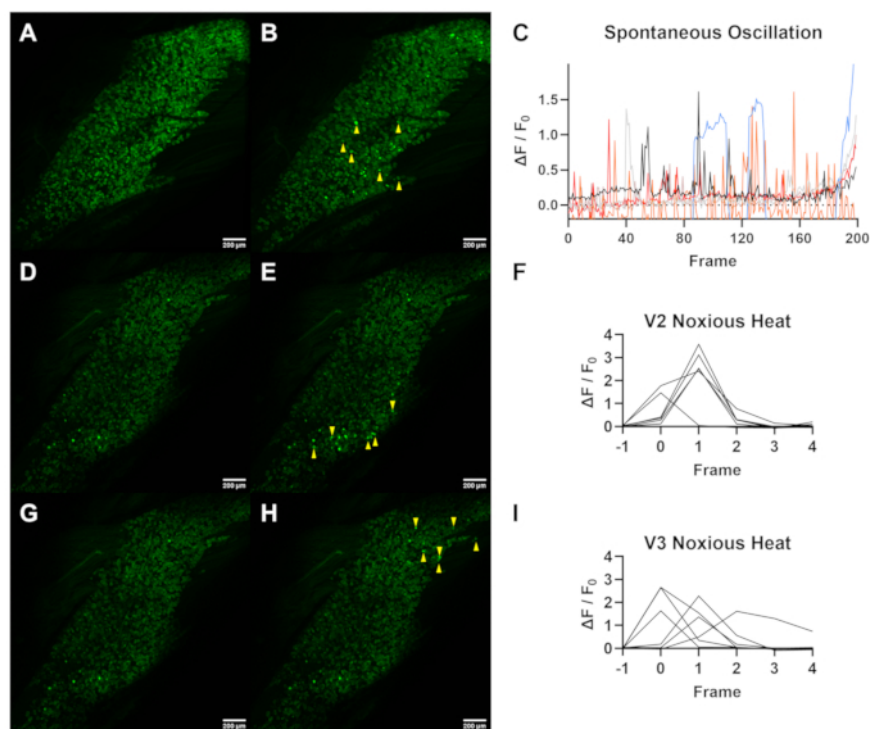 A
B
C
Spontaneous Oscillation
ΔF / F0
1.5
1.0
0.5
0.0
0 40 80 120 160 200
Frame
200 µm
200 µm
D
E
F
V2 Noxious Heat
ΔF / F0
4
3
2
1
0
-1 0 1 2 3 4
Frame
200 µm
200 µm
G
H
I
V3 Noxious Heat
ΔF / F0
4
3
2
1
0
-1 0 1 2 3 4
Frame
200 µm
200 µm